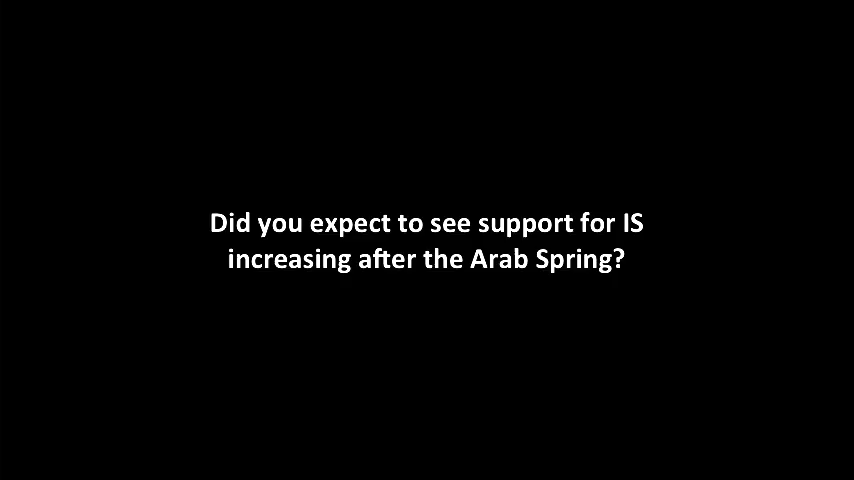 Did you expect to see support for IS
increasing after the Arab Spring?